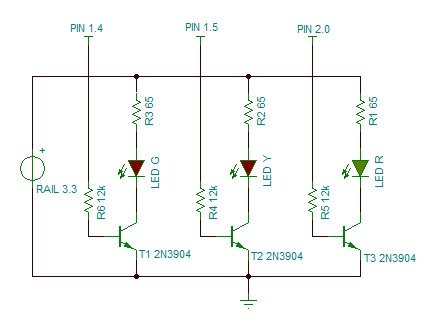 PIN 1.4
PIN 1.5
PIN 2.0
R3 65
R2 65
R1 65
+
RAIL 3.3
LED G
LED Y
LED R
R6 12k
R4 12k
R5 12k
T1 2N3904
T2 2N3904
T3 2N3904